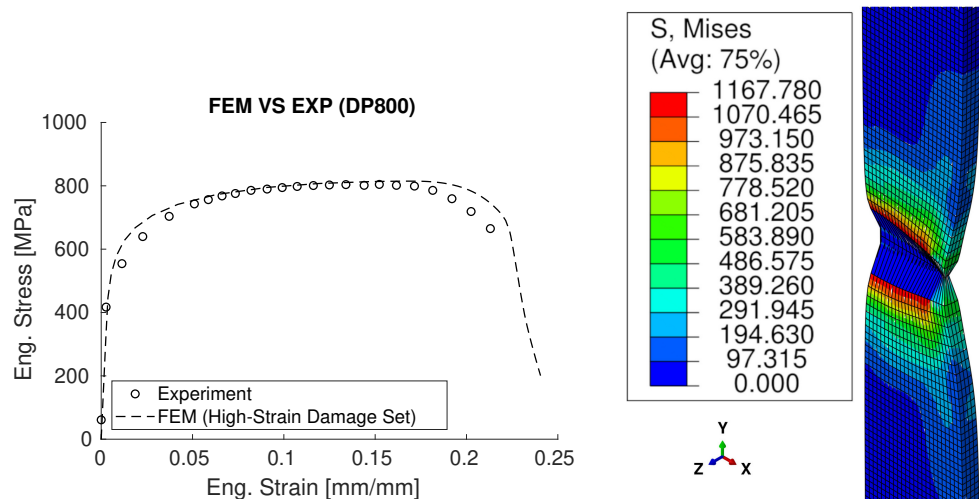 FEM VS EXP (DP800)
1000
800
600
400
200
0
Eng. Stress [MPa]
Experiment
FEM (High-Strain Damage Set)
0
0.05
0.1
0.15
0.2
0.25
Eng. Strain [mm/mm]
S, Mises
(Avg: 75%)
1167.780
1070.465
973.150
875.835
778.520
681.205
583.890
486.575
389.260
291.945
194.630
97.315
0.000
Y
Z
X